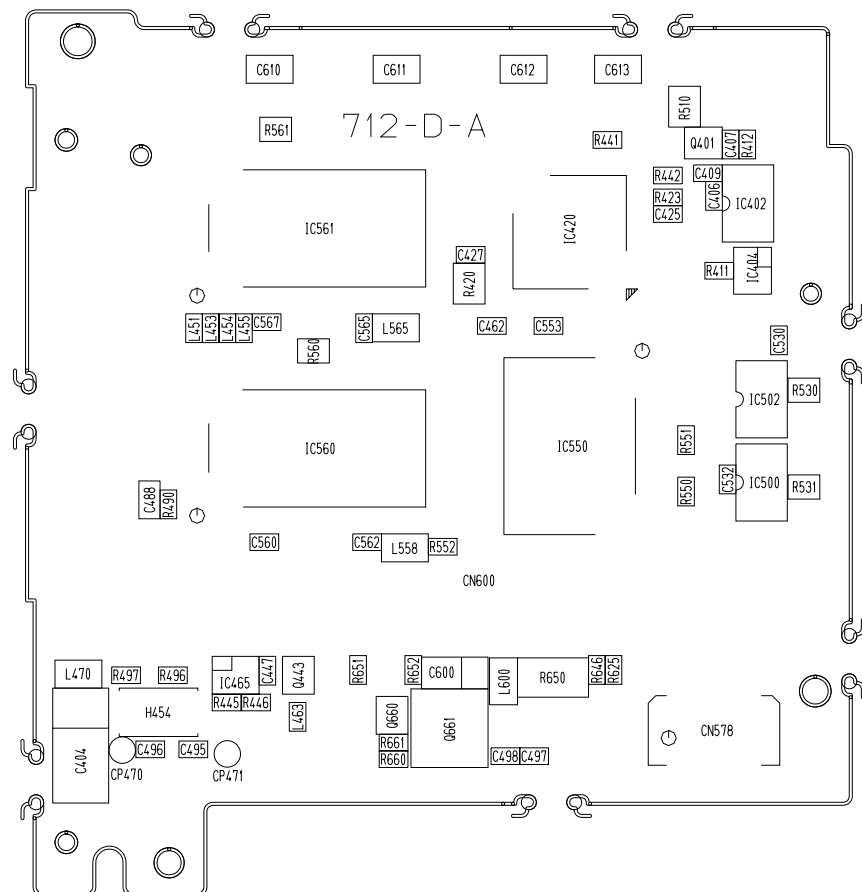 C610 C611 C612 C613
R510
R561 712-D-A R441 Q401 C407 R412
R442 C409
R423 C406 IC402
C425
IC561 IC420
C427 R411 IC404
R420
L451 L453 L454 L455 C567 C565 L565 C462 C553
C530
R560
R530
IC502
IC560 IC550 R551
C532 IC500 R531
C488 R490 R550
C560 C562 L558 R552
CN600
L470 R497 R496 IC465 C447 Q443 R651 R652 C600 L600 R650 R646 R625
R445 R446
H454 L463 Q660 Q661 CN578
C404 C496 C495 R661
R660 C498 C497
CP470 CP471